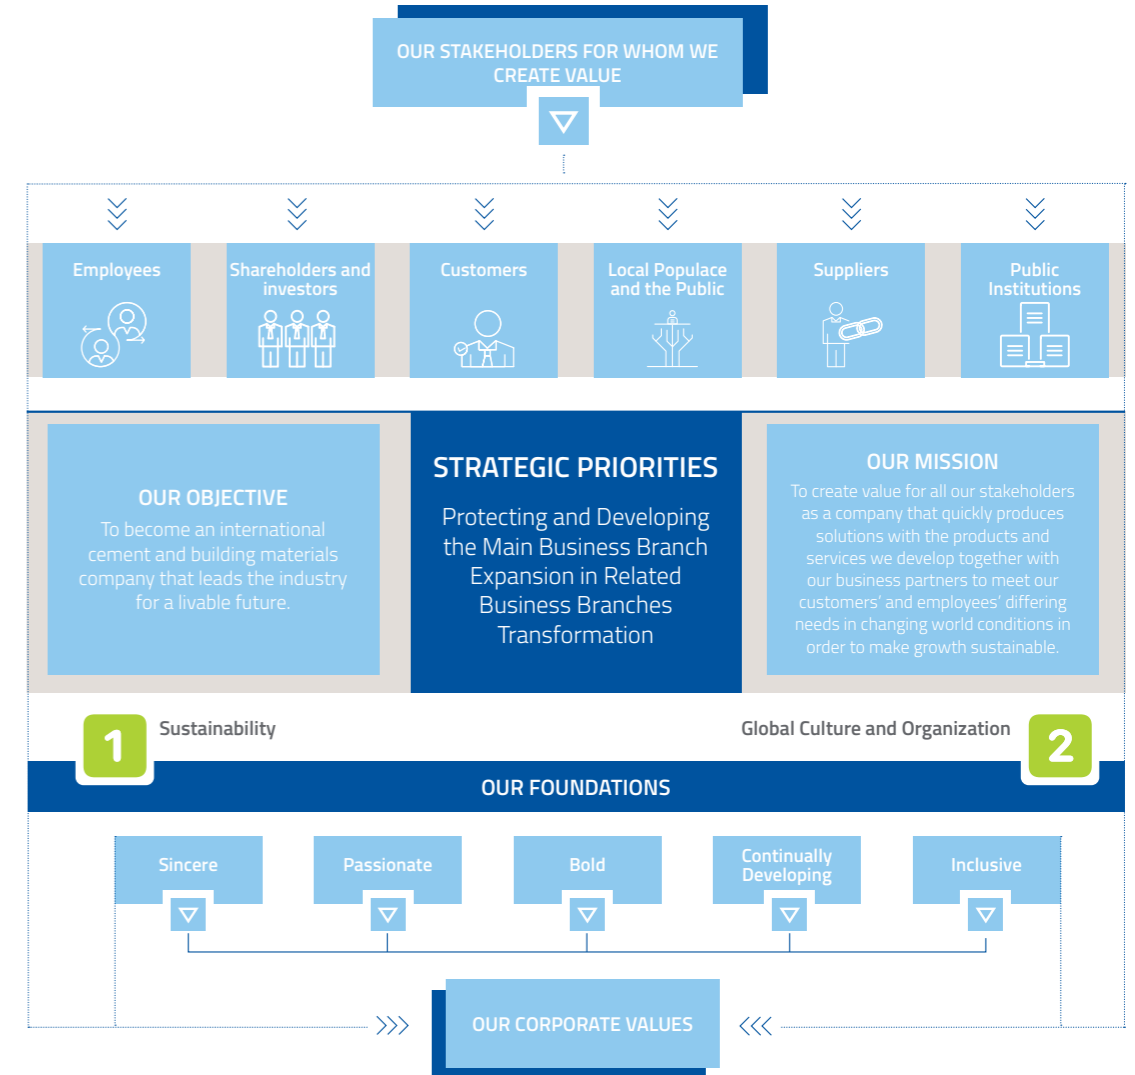 OUR STAKEHOLDERS FOR WHOM WE
CREATE VALUE
Employees
Shareholders and
investors
Customers
Local Populace
and the Public
Suppliers
Public
Institutions
OUR OBJECTIVE
To become an international
cement and building materials
company that leads the industry
for a livable future.
STRATEGIC PRIORITIES
Protecting and Developing
the Main Business Branch
Expansion in Related
Business Branches
Transformation
OUR MISSION
To create value for all our stakeholders
as a company that quickly produces
solutions with the products and
services we develop together with
our business partners to meet our
customers’ and employees’ differing
needs in changing world conditions in
order to make growth sustainable.
1
Sustainability
Global Culture and Organization
2
OUR FOUNDATIONS
Sincere
Passionate
Bold
Continually
Developing
Inclusive
OUR CORPORATE VALUES